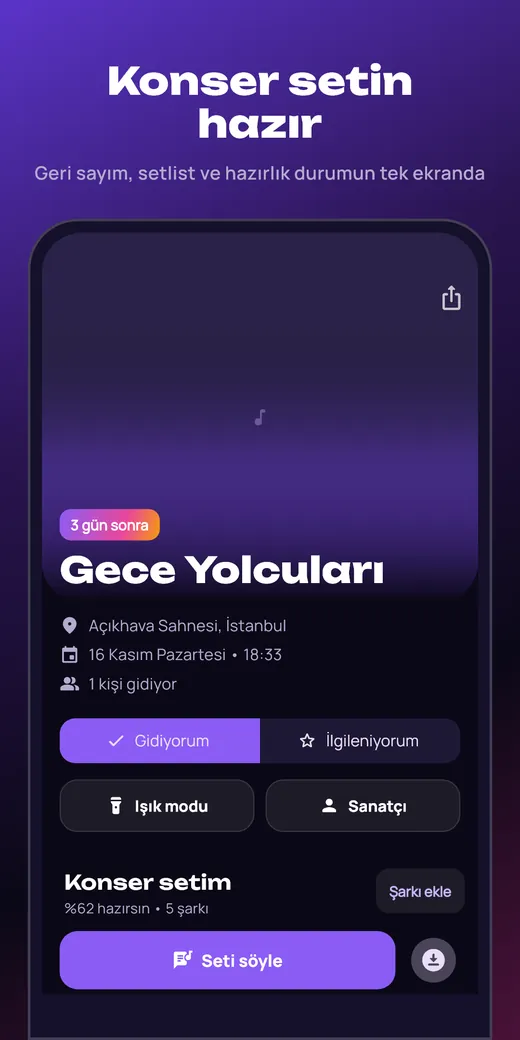 Konser setin
hazır
Geri sayım, setlist ve hazırlık durumun tek ekranda
3 gün sonra
Gece Yolcuları
Açıkhava Sahnesi, İstanbul
16 Kasım Pazartesi • 18:33
1 kişi gidiyor
Gidiyorum
İlgileniyorum
Işık modu
Sanatçı
Konser setim
%62 hazırsın • 5 şarkı
Şarkı ekle
Seti söyle